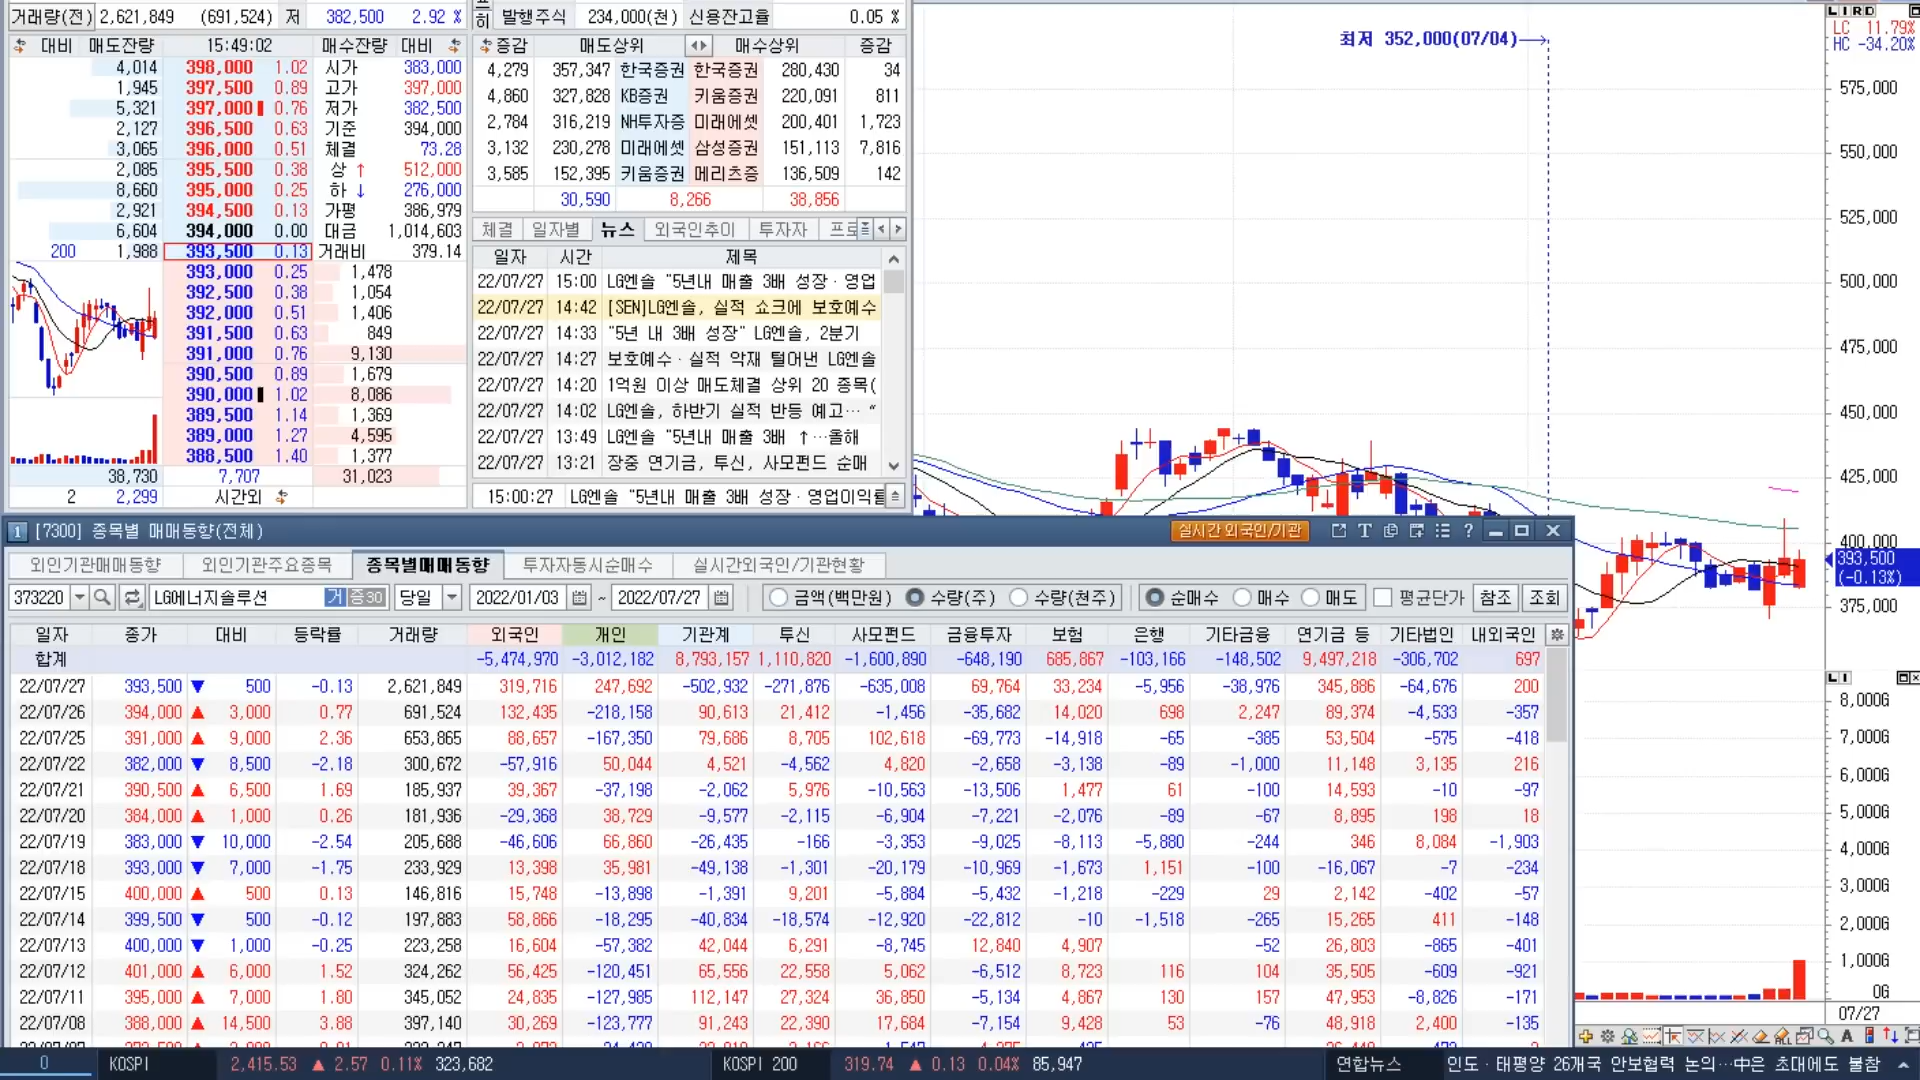 거래량(전) 2,621,849 (691,524) 저 382,500 2.92 %
대비 매도잔량 15:49:02 매수잔량 대비
4,014 398,000 1.02 시가 383,000
1,945 397,500 0.89 고가 397,000
5,321 397,000 0.76 저가 382,500
2,127 396,500 0.63 기준 394,000
3,065 396,000 0.51 체결 73.28
2,085 395,500 0.38 상 ↑ 512,000
8,660 395,000 0.25 하 ↓ 276,000
2,921 394,500 0.13 가평 386,979
6,604 394,000 0.00 대금 1,014,603
200 1,988 393,500 0.13 거래비 379.14
393,000 0.25 1,478
392,500 0.38 1,054
392,000 0.51 1,406
391,500 0.63 849
391,000 0.76 9,130
390,500 0.89 1,679
390,000 1.02 8,086
389,500 1.14 1,369
389,000 1.27 4,595
388,500 1.40 1,377
38,730 7,707 31,023
2 2,299 시간외
히 발행주식 234,000(천) 신용잔고율 0.05 %
증감 매도상위 매수상위 증감
4,279 357,347 한국증권 한국증권 280,430 34
4,860 327,828 KB증권 키움증권 220,091 811
2,784 316,219 NH투자증 미래에셋 200,401 1,723
3,132 230,278 미래에셋 삼성증권 151,113 7,816
3,585 152,395 키움증권 메리츠증 136,509 142
30,590 8,266 38,856
체결 일자별 뉴스 외국인추이 투자자 프로
일자 시간 제목
22/07/27 15:00 LG엔솔 "5년내 매출 3배 성장·영업
22/07/27 14:42 [SEN]LG엔솔, 실적 쇼크에 보호예수
22/07/27 14:33 "5년 내 3배 성장" LG엔솔, 2분기
22/07/27 14:27 보호예수·실적 악재 털어낸 LG엔솔
22/07/27 14:20 1억원 이상 매도체결 상위 20 종목(
22/07/27 14:02 LG엔솔, 하반기 실적 반등 예고… “
22/07/27 13:49 LG엔솔 "5년내 매출 3배 ↑…올해
22/07/27 13:21 장중 연기금, 투신, 사모펀드 순매
15:00:27 LG엔솔 "5년내 매출 3배 성장·영업이익률
최저 352,000(07/04)
LIRD
LC 11.79%
HC -34.20%
575,000
550,000
525,000
500,000
475,000
450,000
425,000
400,000
393,500
(-0.13%)
375,000
LI
8,000G
7,000G
6,000G
5,000G
4,000G
3,000G
2,000G
1,000G
0G
07/27
1 [7300] 종목별 매매동향(전체) 실시간 외국인/기관 T ?
외인기관매매동향 외인기관주요종목 종목별매매동향 투자자동시순매수 실시간외국인/기관현황
373220 LG에너지솔루션 거 증30 당일 2022/01/03 ~ 2022/07/27 금액(백만원) 수량(주) 수량(천주) 순매수 매수 매도 평균단가 참조 조회
일자 종가 대비 등락률 거래량 외국인 개인 기관계 투신 사모펀드 금융투자 보험 은행 기타금융 연기금 등 기타법인 내외국인
합계 -5,474,970 -3,012,182 8,793,157 1,110,820 -1,600,890 -648,190 685,867 -103,166 -148,502 9,497,218 -306,702 697
22/07/27 393,500 ▼ 500 -0.13 2,621,849 319,716 247,692 -502,932 -271,876 -635,008 69,764 33,234 -5,956 -38,976 345,886 -64,676 200
22/07/26 394,000 ▲ 3,000 0.77 691,524 132,435 -218,158 90,613 21,412 -1,456 -35,682 14,020 698 2,247 89,374 -4,533 -357
22/07/25 391,000 ▲ 9,000 2.36 653,865 88,657 -167,350 79,686 8,705 102,618 -69,773 -14,918 -65 -385 53,504 -575 -418
22/07/22 382,000 ▼ 8,500 -2.18 300,672 -57,916 50,044 4,521 -4,562 4,820 -2,658 -3,138 -89 -1,000 11,148 3,135 216
22/07/21 390,500 ▲ 6,500 1.69 185,937 39,367 -37,198 -2,062 5,976 -10,563 -13,506 1,477 61 -100 14,593 -10 -97
22/07/20 384,000 ▲ 1,000 0.26 181,936 -29,368 38,729 -9,577 -2,115 -6,904 -7,221 -2,076 -89 -67 8,895 198 18
22/07/19 383,000 ▼ 10,000 -2.54 205,688 -46,606 66,860 -26,435 -166 -3,353 -9,025 -8,113 -5,880 -244 346 8,084 -1,903
22/07/18 393,000 ▼ 7,000 -1.75 233,929 13,398 35,981 -49,138 -1,301 -20,179 -10,969 -1,673 1,151 -100 -16,067 -7 -234
22/07/15 400,000 ▲ 500 0.13 146,816 15,748 -13,898 -1,391 9,201 -5,884 -5,432 -1,218 -229 29 2,142 -402 -57
22/07/14 399,500 ▼ 500 -0.12 197,883 58,866 -18,295 -40,834 -18,574 -12,920 -22,812 -10 -1,518 -265 15,265 411 -148
22/07/13 400,000 ▼ 1,000 -0.25 223,258 16,604 -57,382 42,044 6,291 -8,745 12,840 4,907 -52 26,803 -865 -401
22/07/12 401,000 ▲ 6,000 1.52 324,262 56,425 -120,451 65,556 22,558 5,062 -6,512 8,723 116 104 35,505 -609 -921
22/07/11 395,000 ▲ 7,000 1.80 345,052 24,835 -127,985 112,147 27,324 36,850 -5,134 4,867 130 157 47,953 -8,826 -171
22/07/08 388,000 ▲ 14,500 3.88 397,140 30,269 -123,777 91,243 22,390 17,684 -7,154 9,428 53 -76 48,918 2,400 -135
0 KOSPI 2,415.53 ▲ 2.57 0.11% 323,682 KOSPI 200 319.74 ▲ 0.13 0.04% 85,947 연합뉴스 인도·태평양 26개국 안보협력 논의…中은 초대에도 불참